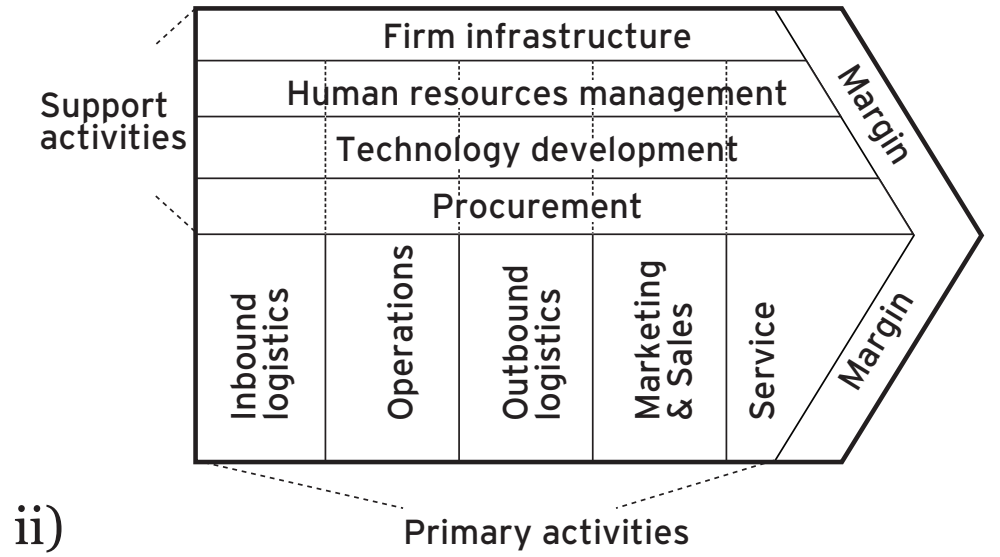 Firm infrastructure
Human resources management
Technology development
Procurement
Support
activities
Margin
Inbound
logistics
Operations
Outbound
logistics
Marketing
& Sales
Service
Margin
Primary activities
ii)